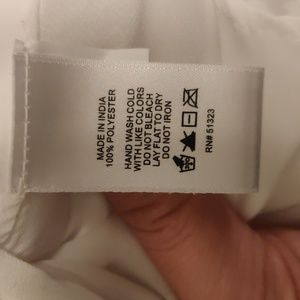 MADE IN INDIA
100% POLYESTER
HAND WASH COLD
WITH LIKE COLORS
DO NOT BLEACH
LAY FLAT TO DRY
DO NOT IRON
RN# 51323